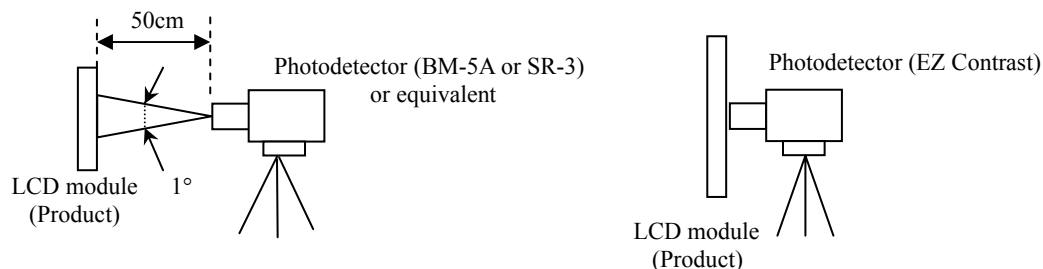 50cm
Photodetector (BM-5A or SR-3)
or equivalent
LCD module
(Product)
1°
Photodetector (EZ Contrast)
LCD module
(Product)